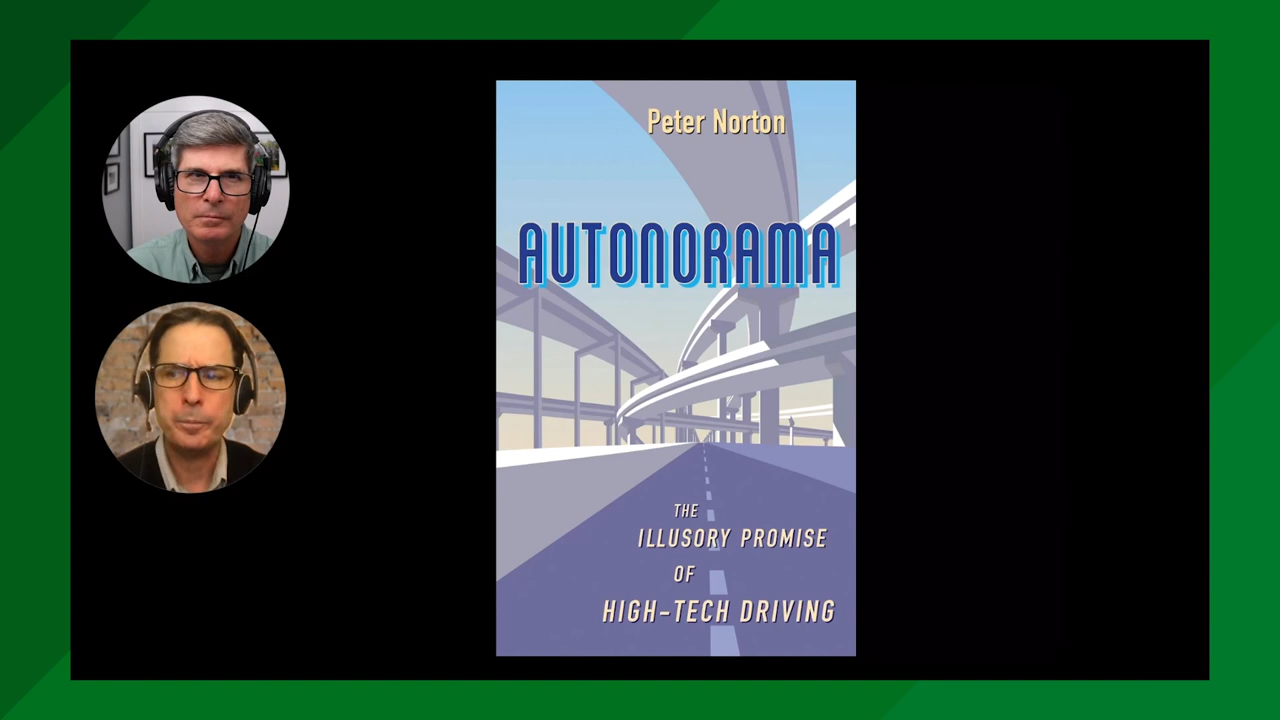 Peter Norton
AUTONORAMA
THE
ILLUSORY PROMISE
OF
HIGH-TECH DRIVING